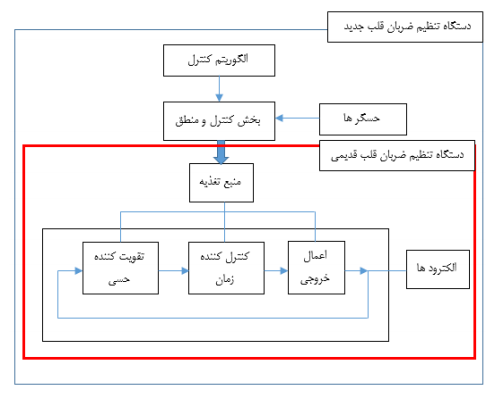 دستگاه تنظیم ضربان قلب جدید
الگوریتم کنترل
بخش کنترل و منطق
حسگر ها
دستگاه تنظیم ضربان قلب قدیمی
منبع تغذیه
تقویت کننده
حسی
کنترل کننده
زمان
اعمال
خروجی
الکترود ها